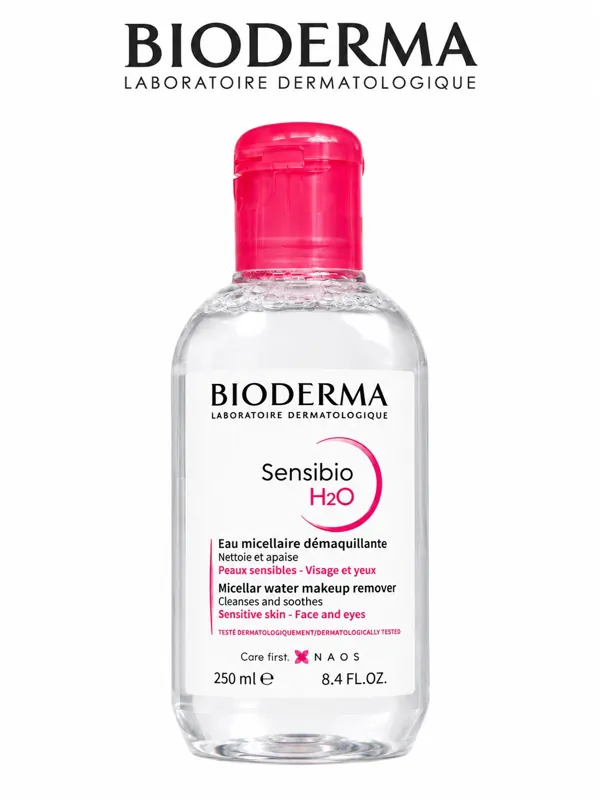 BIODERMA
LABORATOIRE DERMATOLOGIQUE
BIODERMA
LABORATOIRE DERMATOLOGIQUE
Sensibio
H2O
Eau micellaire démaquillante
Nettoie et apaise
Peaux sensibles - Visage et yeux
Micellar water makeup remover
Cleanses and soothes
Sensitive skin - Face and eyes
TESTÉ DERMATOLOGIQUEMENT/DERMATOLOGICALLY TESTED
Care first. NAOS
250 ml ℮ 8.4 FL.OZ.